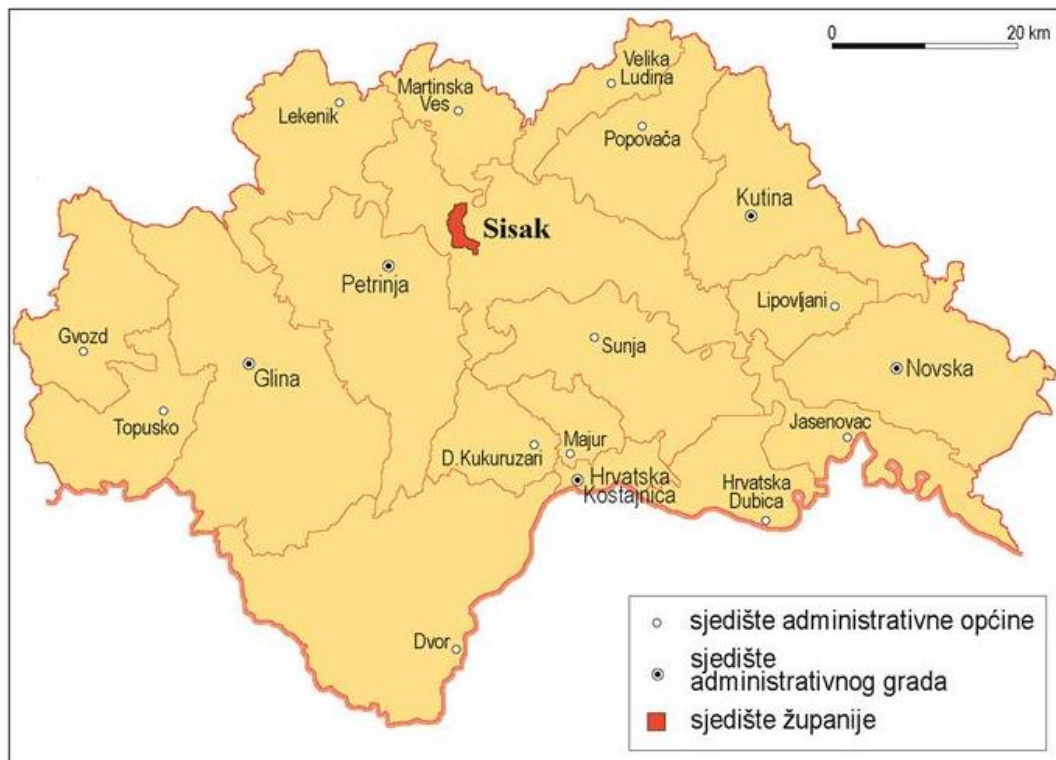 0 20 km
Velika
Ludina
Martinska
Ves
Lekenik
Popovača
Kutina
Sisak
Petrinja
Lipovljani
Gvozd
Sunja
Glina
Novska
Topusko
Jasenovac
Majur
D.Kukuruzari
Hrvatska
Kostajnica
Hrvatska
Dubica
Dvor
sjedište administrativne općine
sjedište
administrativnog grada
sjedište županije